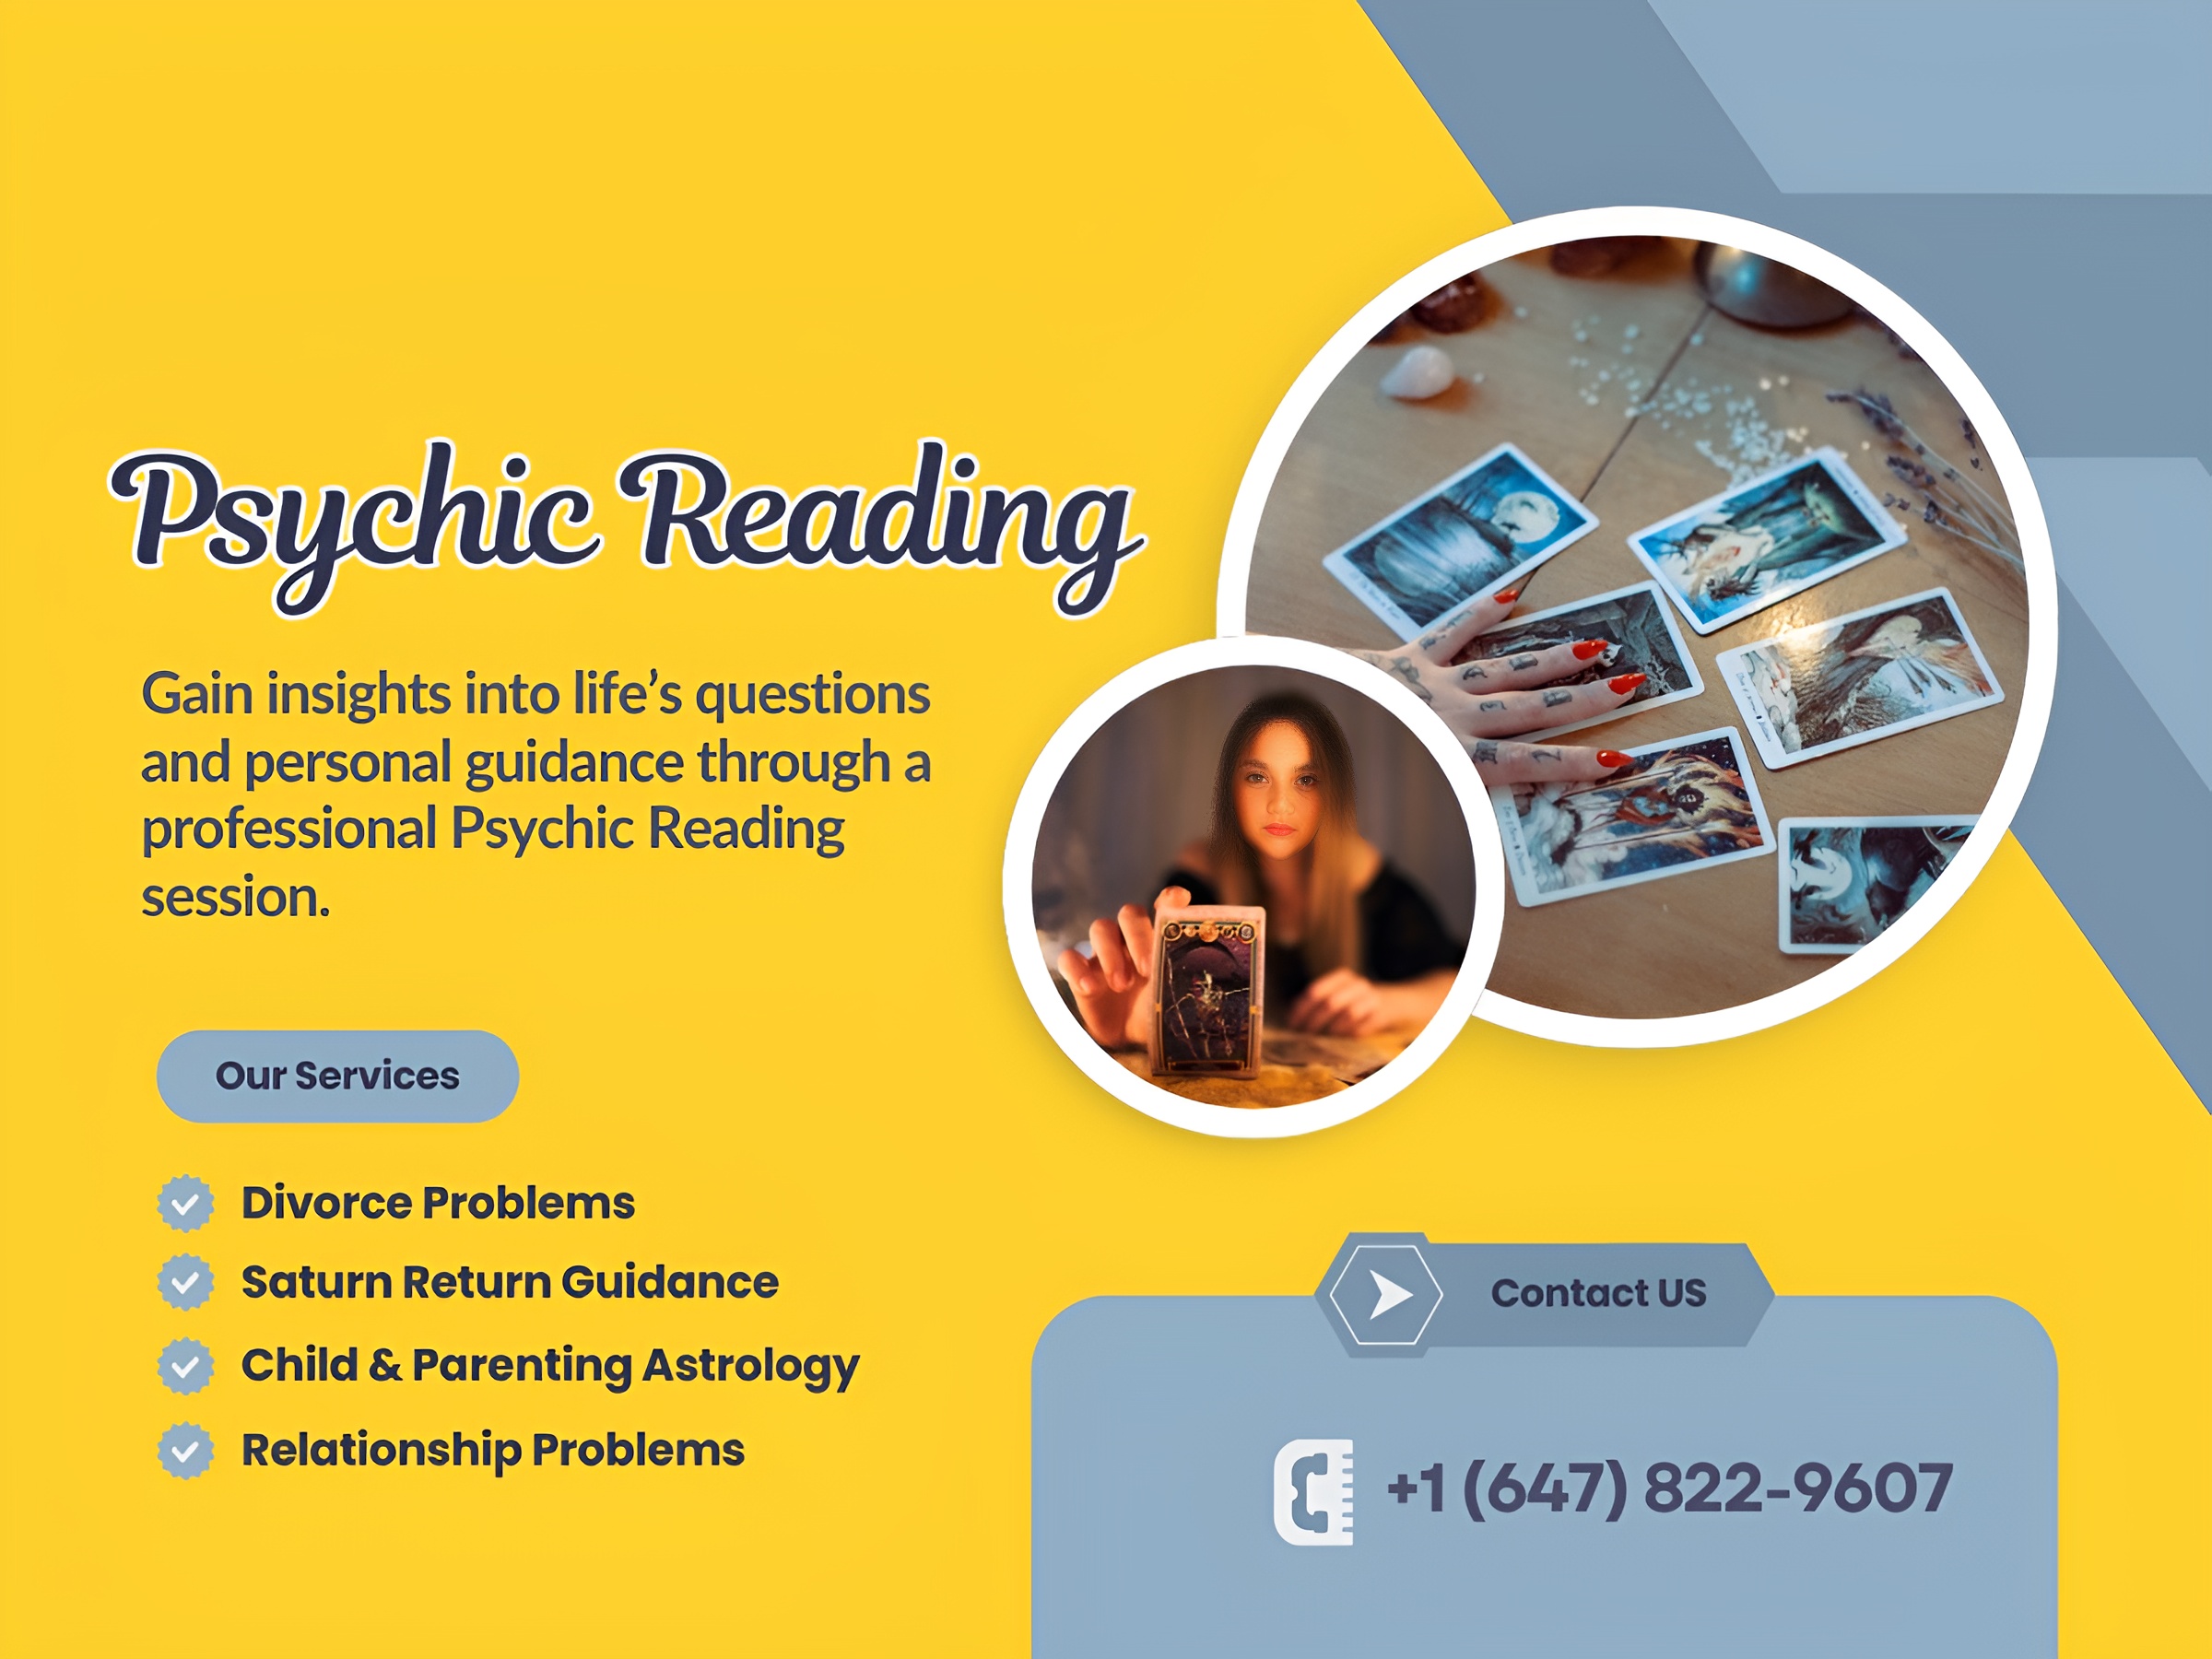 Psychic Reading
Gain insights into life’s questions
and personal guidance through a
professional Psychic Reading
session.
Our Services
Divorce Problems
Saturn Return Guidance
Child & Parenting Astrology
Relationship Problems
Contact US
+1 (647) 822-9607